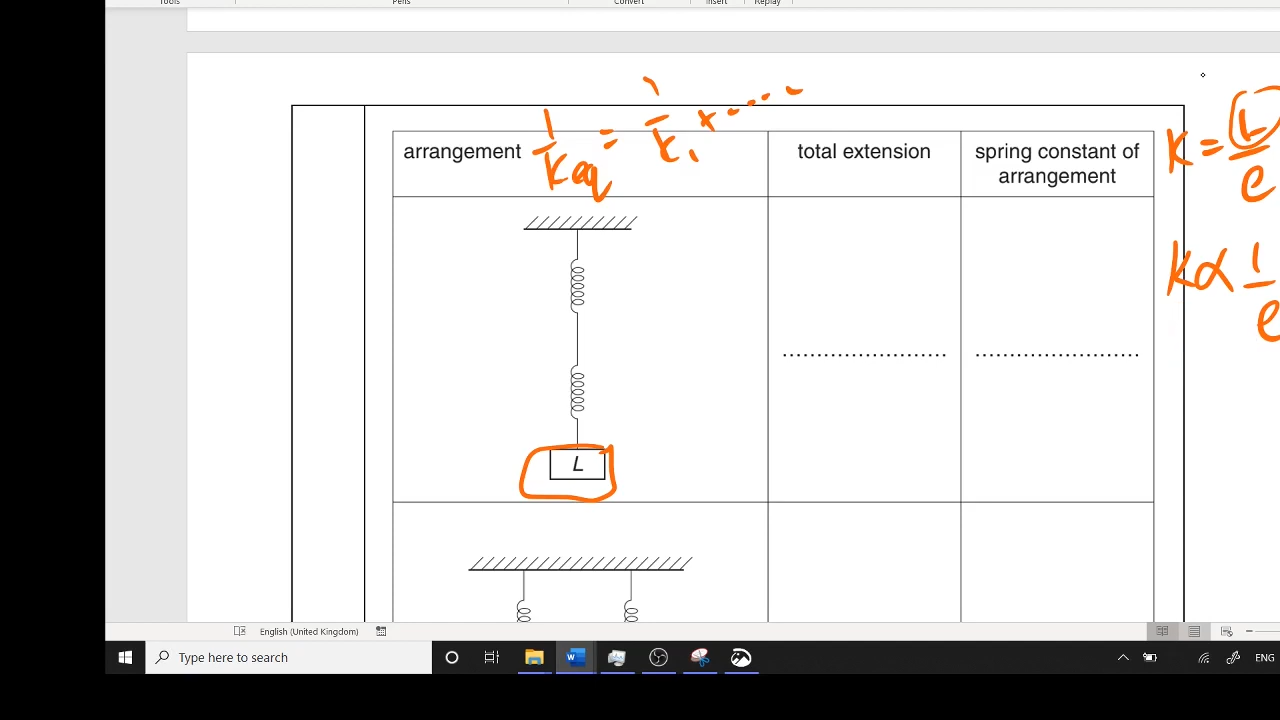 Tools Pens Convert Insert Replay
1/keq = 1/k1 + ....
k = L/e
k ∝ 1/e
arrangement total extension spring constant of
arrangement
........................ ........................
L
English (United Kingdom)
Type here to search ENG